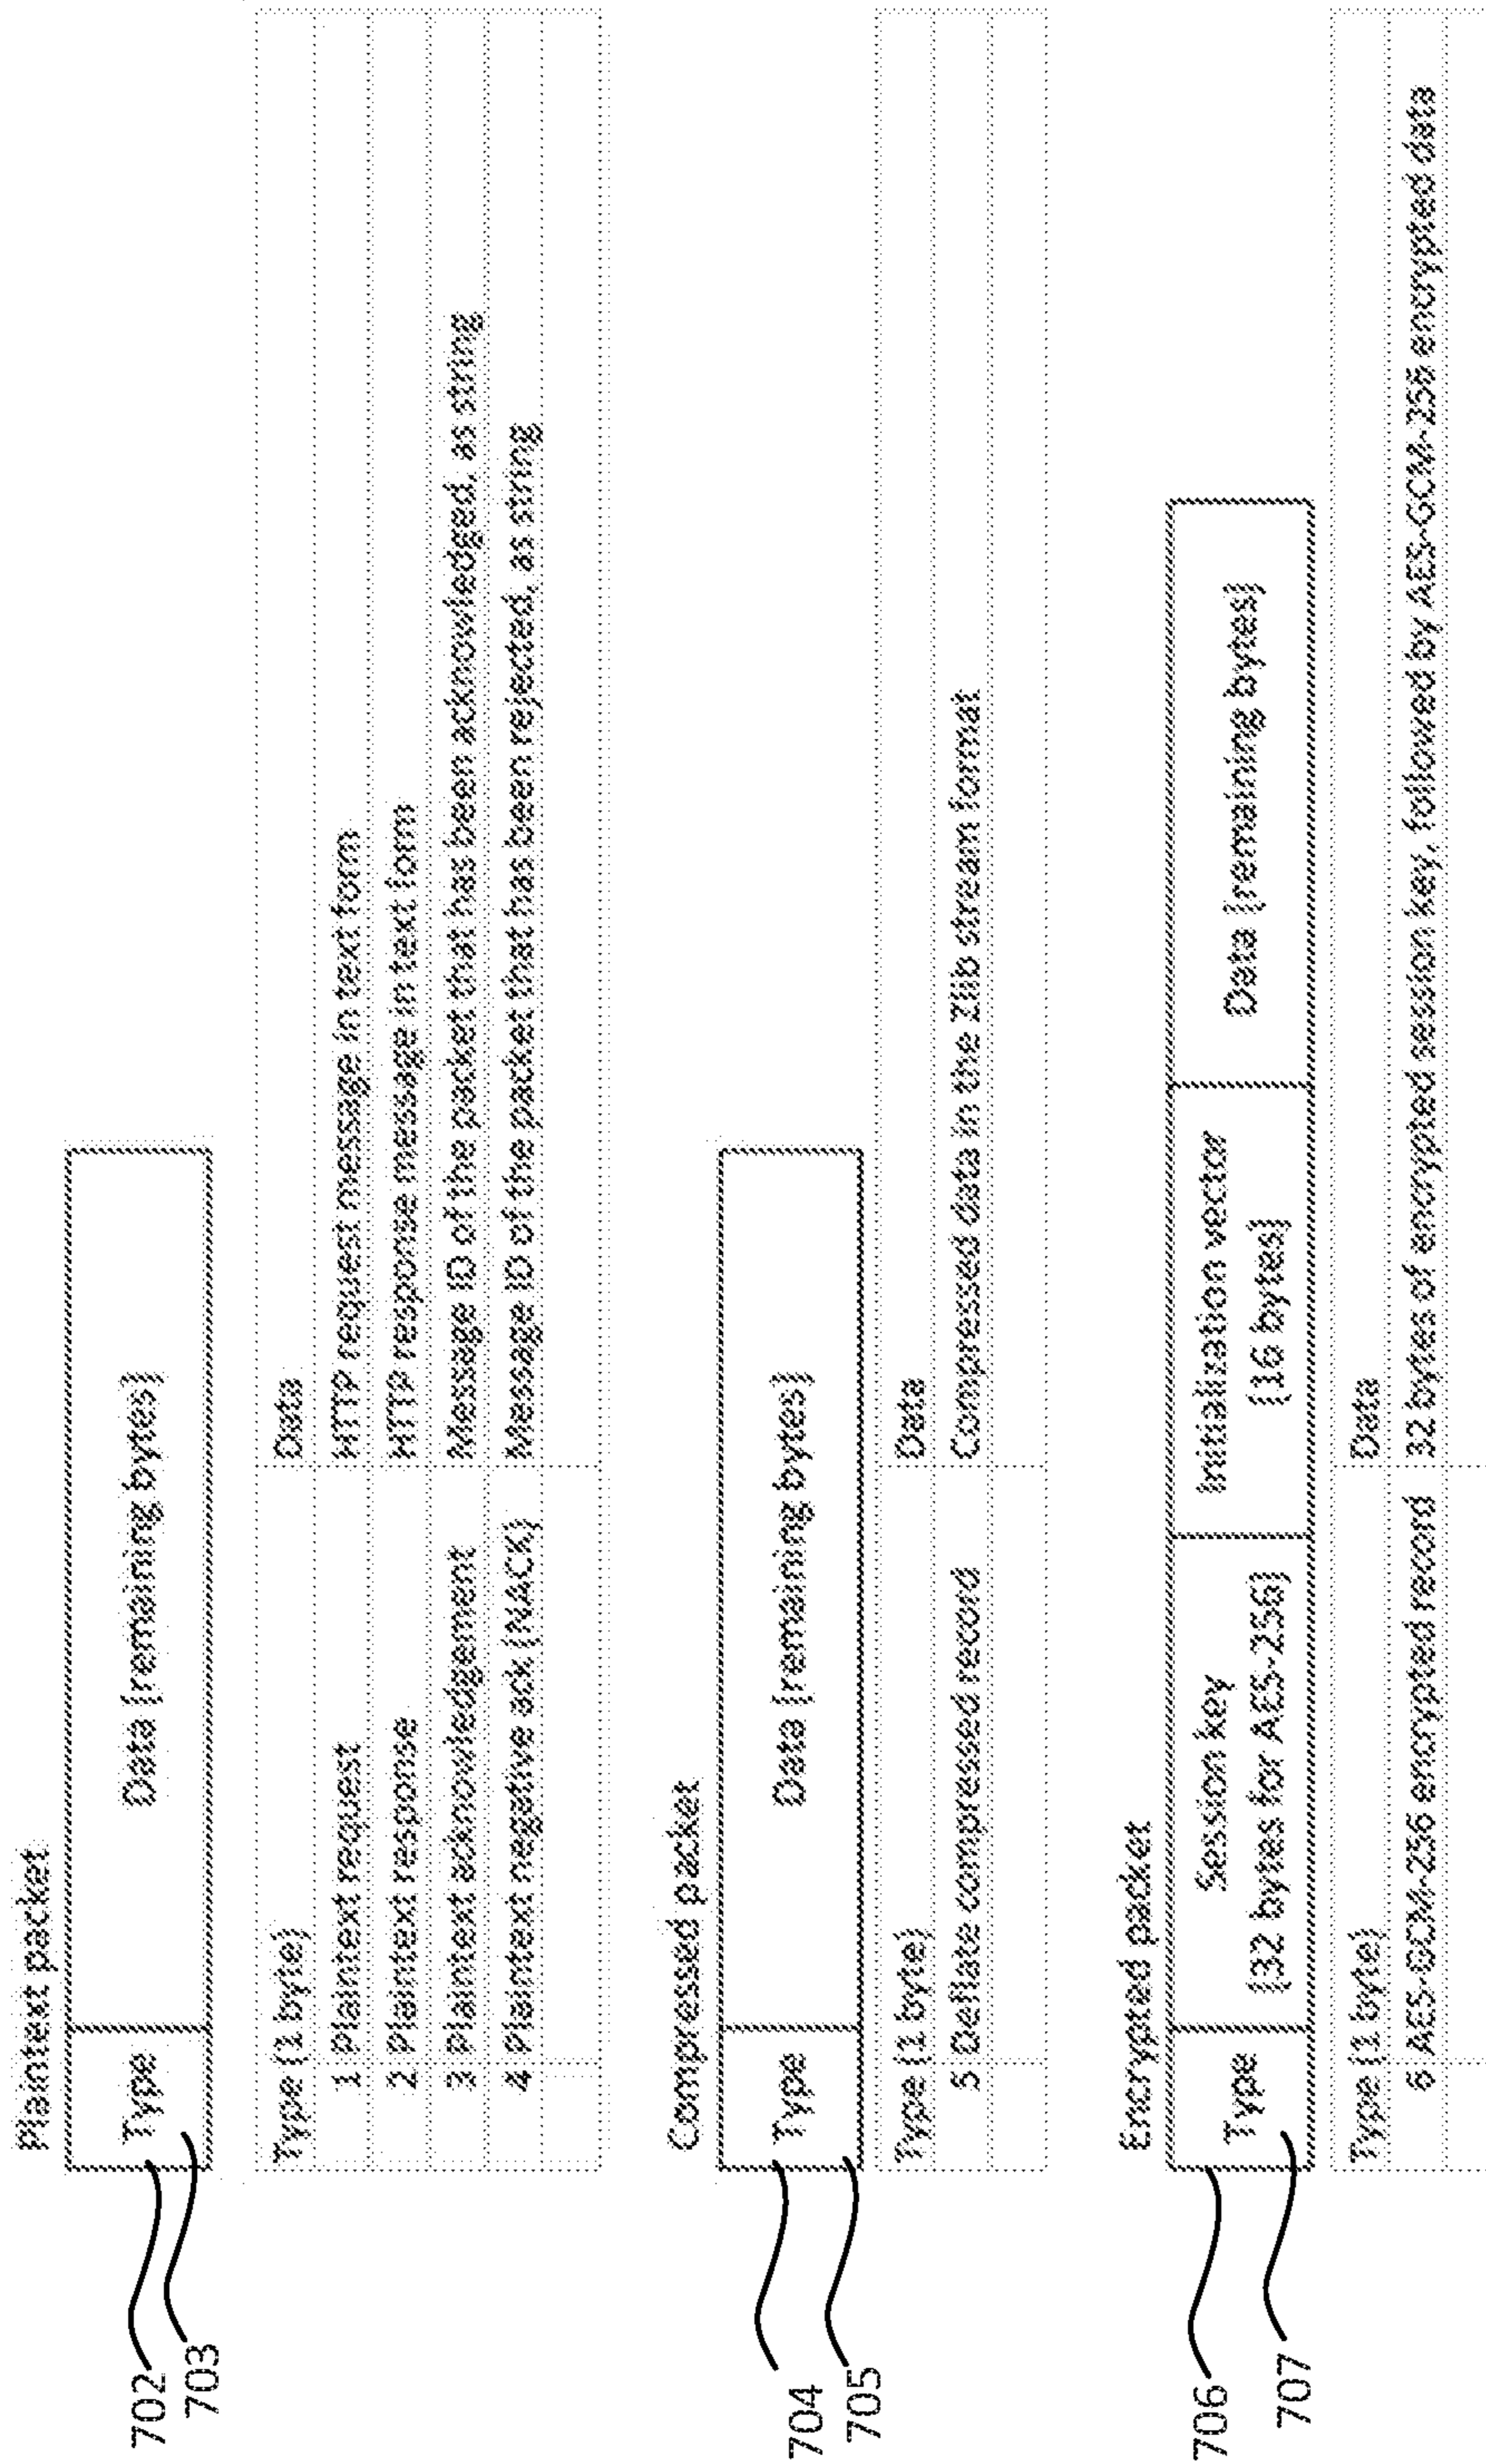 Plaintext packet
702
703
Type Data [remaining bytes]
Type (1 byte) Data
1 Plaintext request HTTP request message in text form
2 Plaintext response HTTP response message in text form
3 Plaintext acknowledgement Message ID of the packet that has been acknowledged, as string
4 Plaintext negative ack (NACK) Message ID of the packet that has been rejected, as string
Compressed packet
704
705
Type Data [remaining bytes]
Type (1 byte) Data
5 Deflate compressed record Compressed data in the Zlib stream format
Encrypted packet
706
707
Type Session key Initialization vector Data [remaining bytes]
[32 bytes for AES-256] [16 bytes]
Type (1 byte) Data
6 AES-GCM-256 encrypted record 32 bytes of encrypted session key, followed by AES-GCM-256 encrypted data